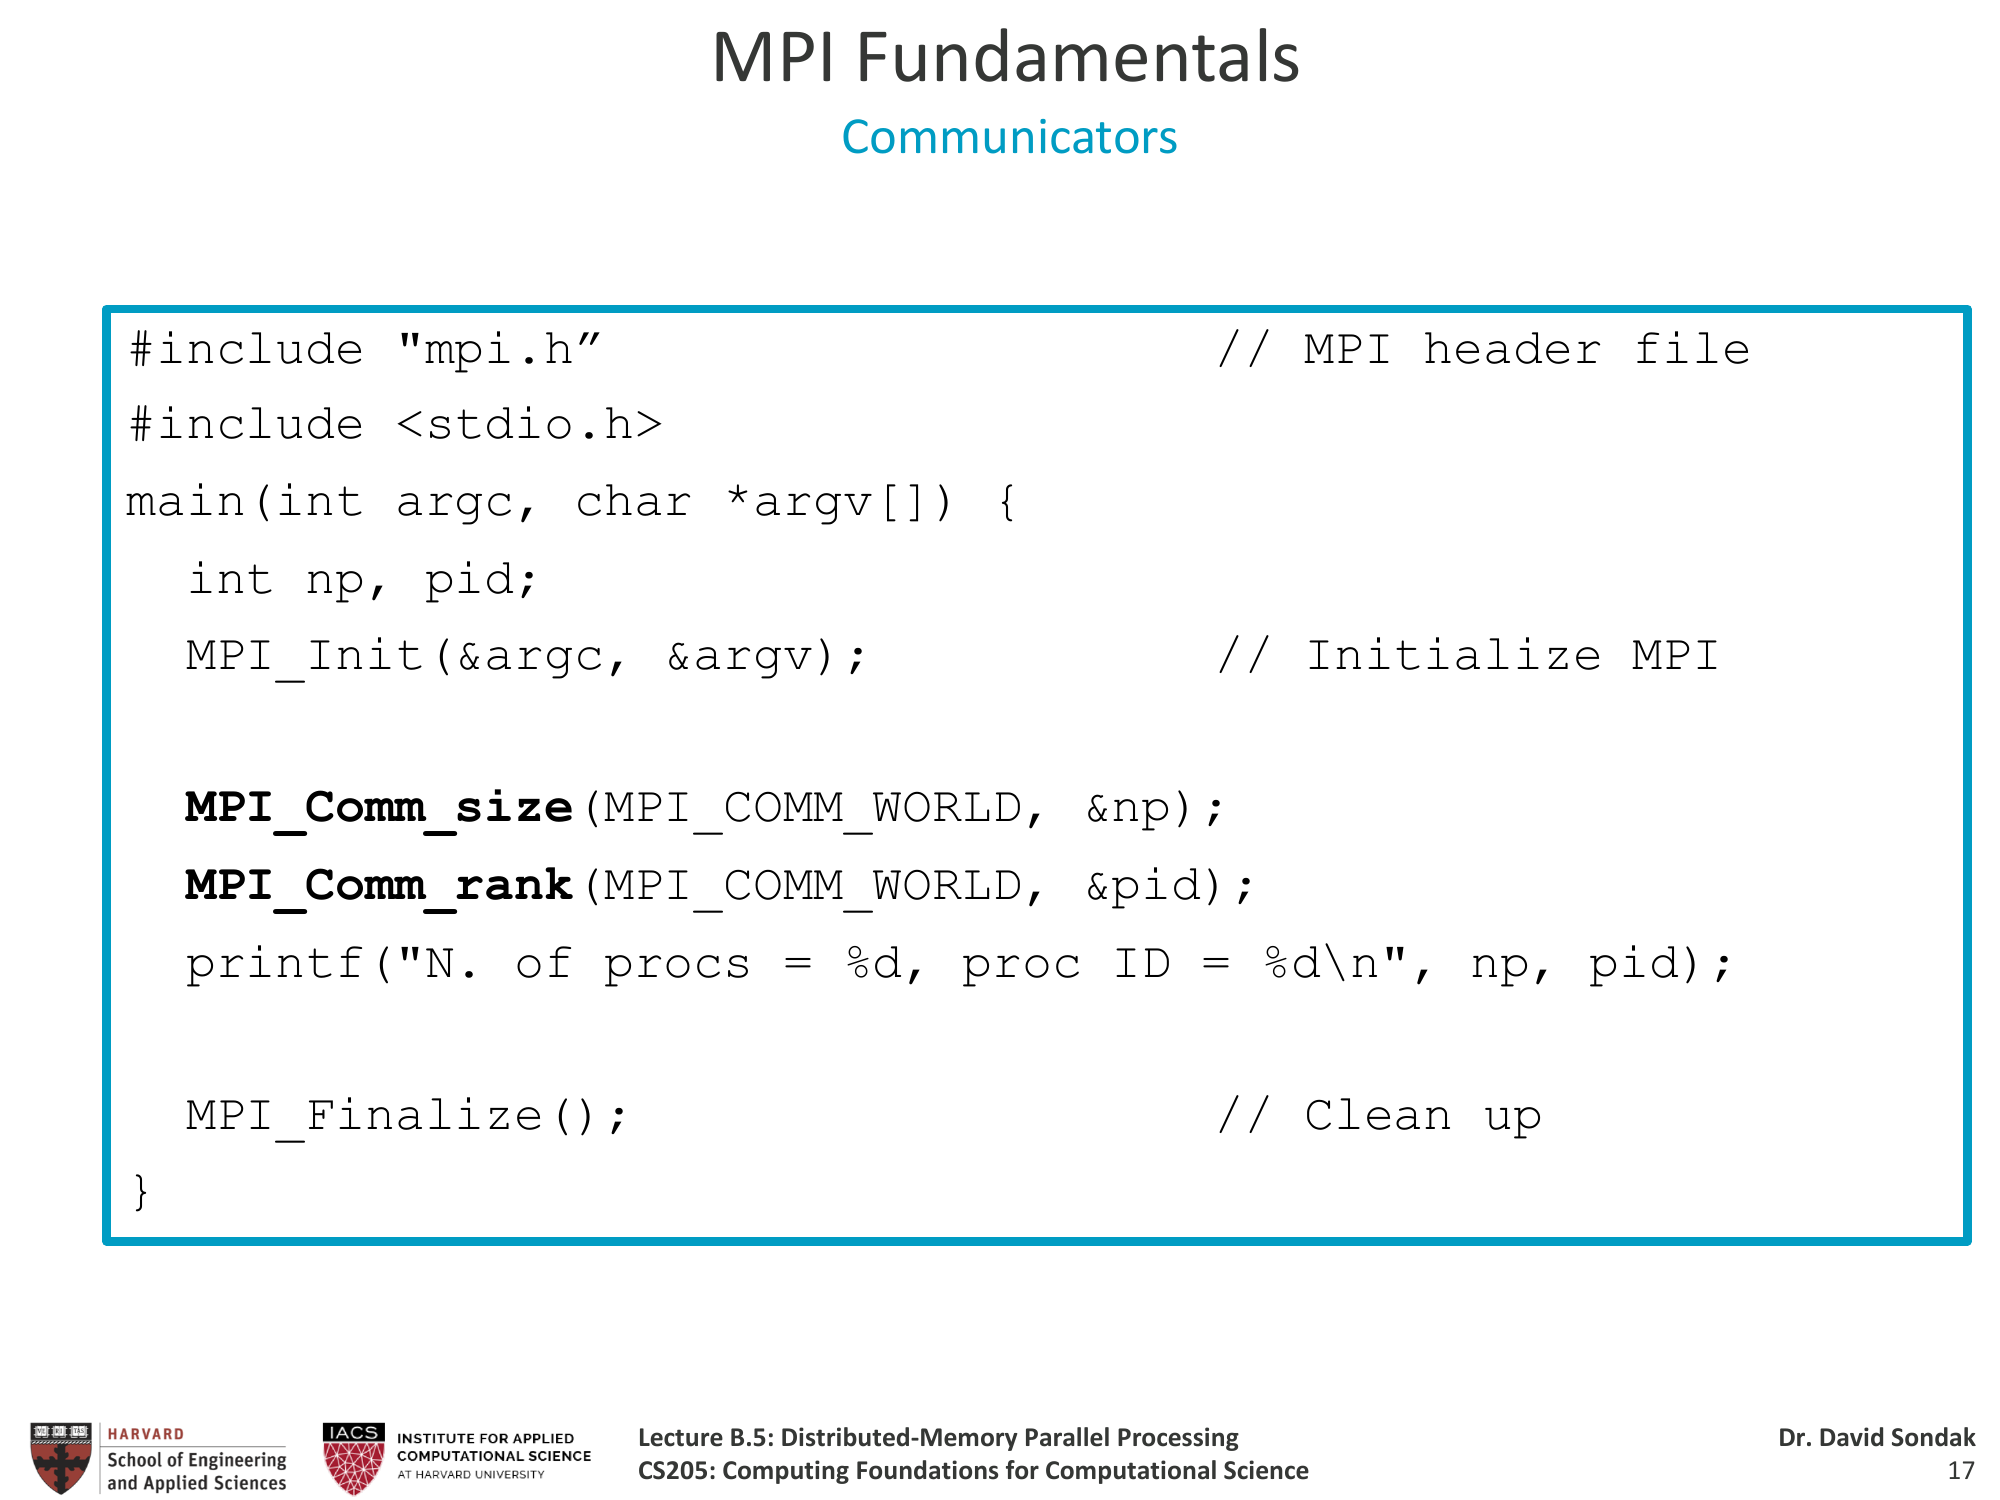 MPI Fundamentals
Communicators
#include "mpi.h” // MPI header file
#include <stdio.h>
main(int argc, char *argv[]) {
int np, pid;
MPI_Init(&argc, &argv); // Initialize MPI
MPI_Comm_size(MPI_COMM_WORLD, &np);
MPI_Comm_rank(MPI_COMM_WORLD, &pid);
printf("N. of procs = %d, proc ID = %d\n", np, pid);
MPI_Finalize(); // Clean up
}
HARVARD
School of Engineering
and Applied Sciences
IACS
INSTITUTE FOR APPLIED
COMPUTATIONAL SCIENCE
AT HARVARD UNIVERSITY
Lecture B.5: Distributed-Memory Parallel Processing
CS205: Computing Foundations for Computational Science
Dr. David Sondak
17